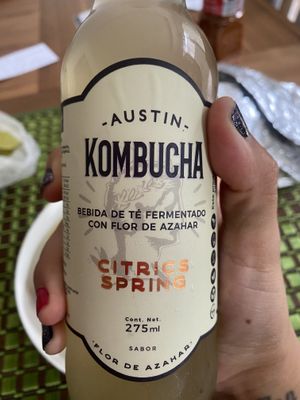 -AUSTIN-
KOMBUCHA
BEBIDA DE TÉ FERMENTADO
CON FLOR DE AZAHAR
CITRICS
SPRING
Cont. Net.
275ml
SABOR
·FLOR DE AZAHAR·